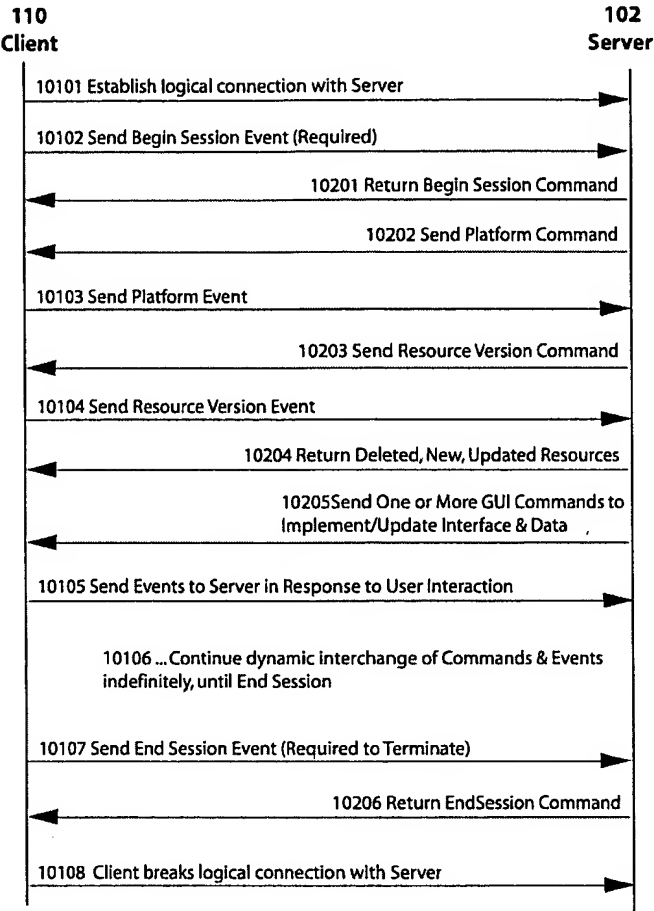 110
Client
102
Server
10101 Establish logical connection with Server
10102 Send Begin Session Event (Required)
10201 Return Begin Session Command
10202 Send Platform Command
10103 Send Platform Event
10203 Send Resource Version Command
10104 Send Resource Version Event
10204 Return Deleted, New, Updated Resources
10205Send One or More GUI Commands to
Implement/Update Interface & Data
10105 Send Events to Server in Response to User Interaction
10106 ... Continue dynamic interchange of Commands & Events
indefinitely, until End Session
10107 Send End Session Event (Required to Terminate)
10206 Return EndSession Command
10108 Client breaks logical connection with Server